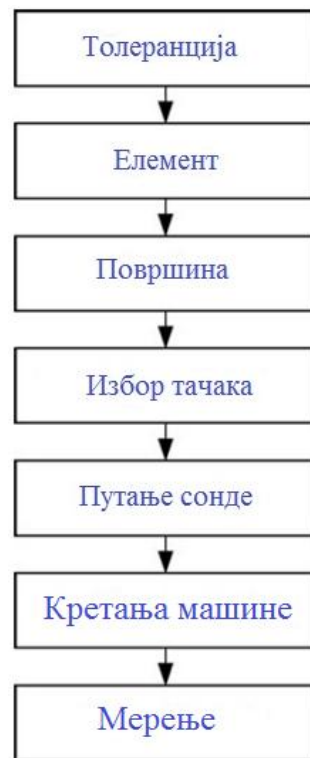 Толеранција
Елемент
Површина
Избор тачака
Путање сонде
Кретања машине
Мерење